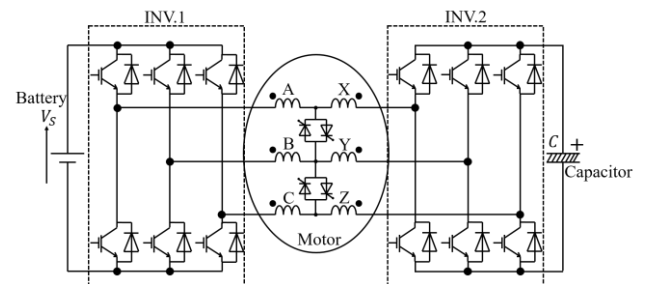 INV.1
INV.2
Battery
V_S
A
X
B
Y
C
Z
Motor
C
+
Capacitor